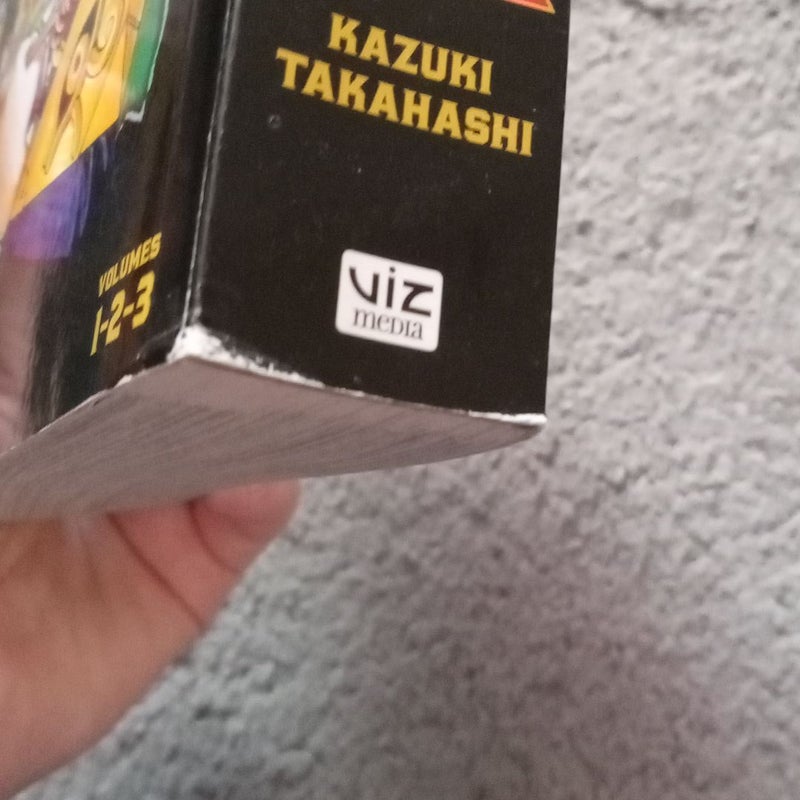 KAZUKI
TAKAHASHI
VOLUMES
1-2-3
VIZ
MEDIA